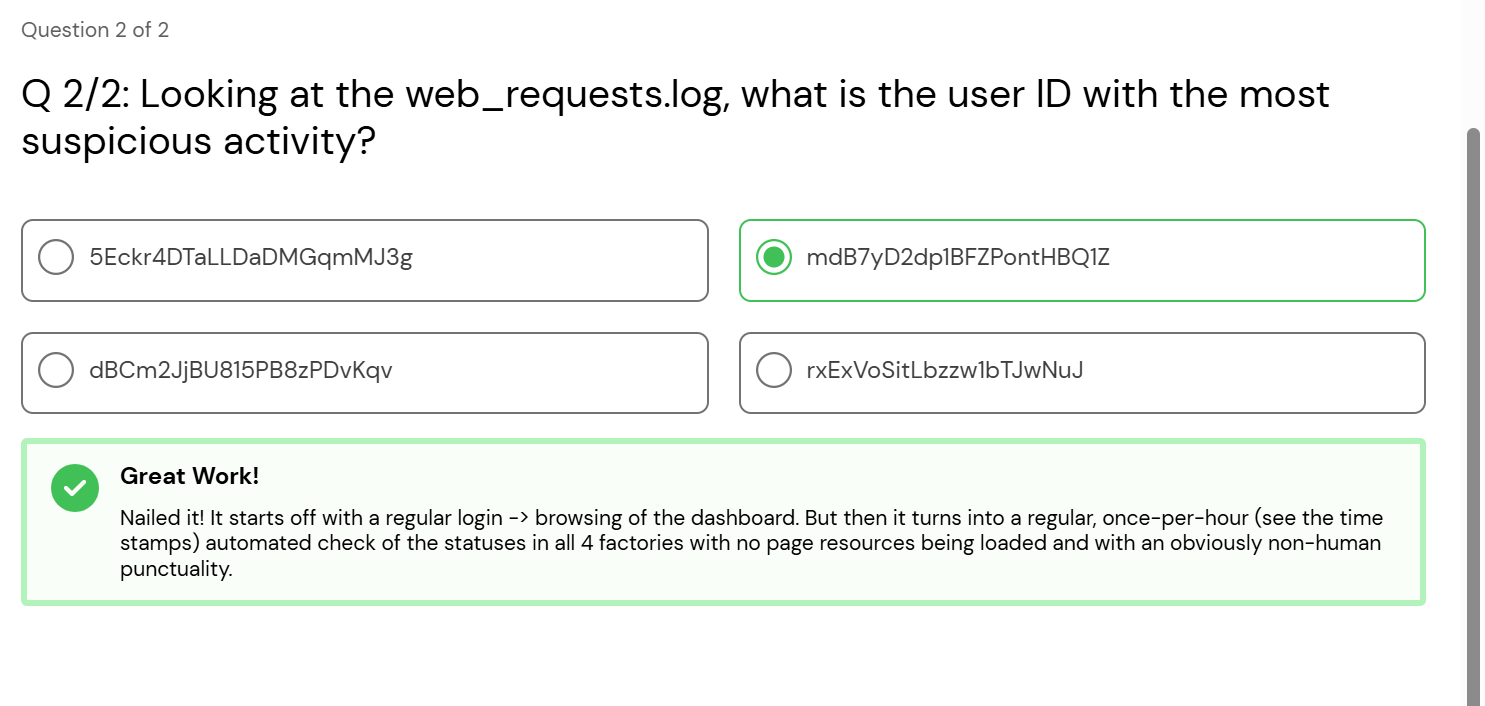 Question 2 of 2
Q 2/2: Looking at the web_requests.log, what is the user ID with the most
suspicious activity?
5Eckr4DTaLLDaDMGqmMJ3g
mdB7yD2dp1BFZPontHBQ1Z
dBCm2JjBU815PB8zPDvKqv
rxExVoSitLbzzw1bTJwNuJ
Great Work!
Nailed it! It starts off with a regular login -> browsing of the dashboard. But then it turns into a regular, once-per-hour (see the time
stamps) automated check of the statuses in all 4 factories with no page resources being loaded and with an obviously non-human
punctuality.